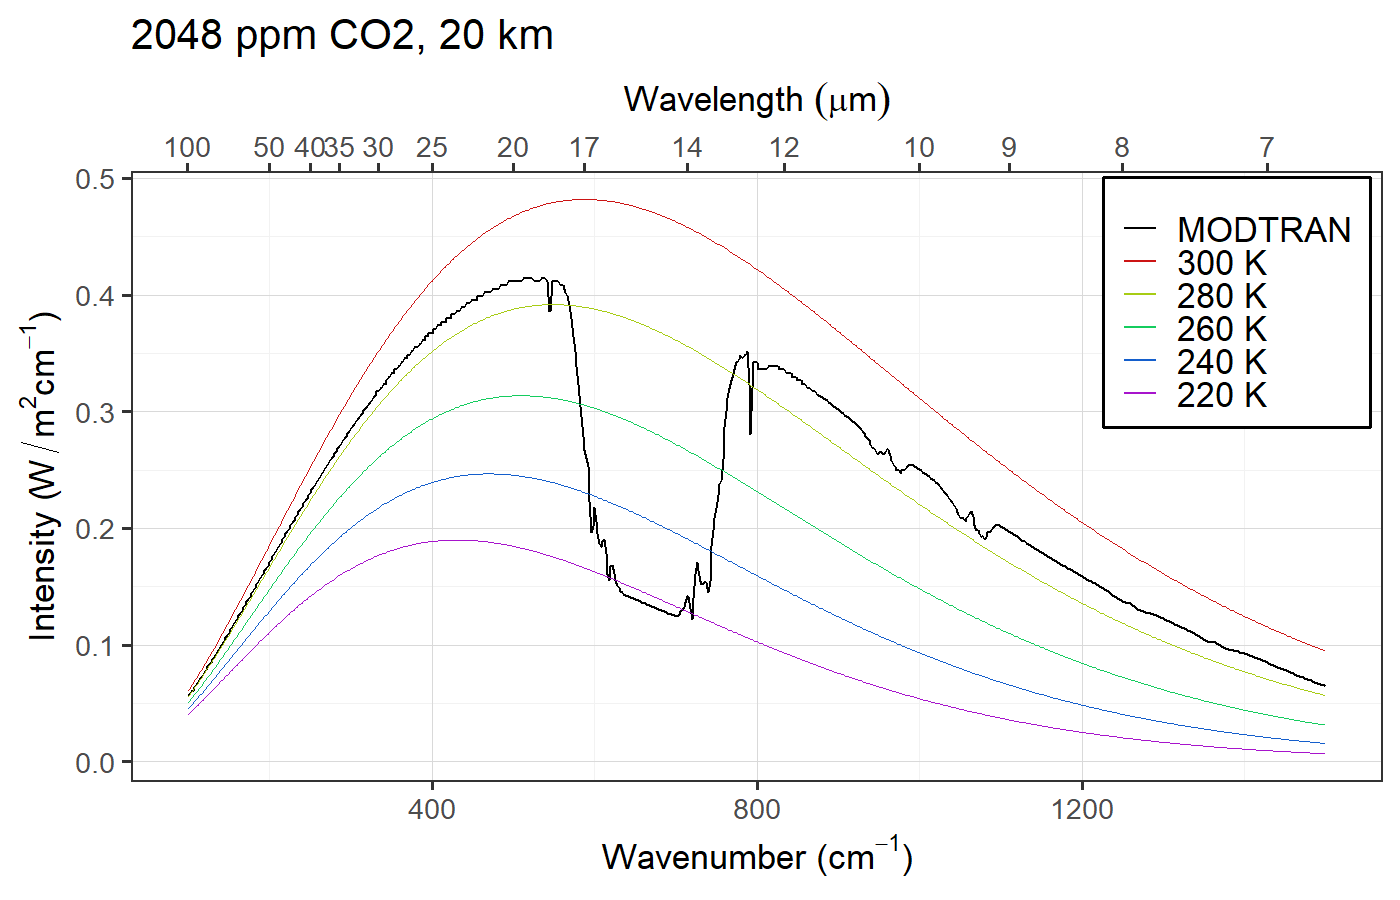 2048 ppm CO2, 20 km
Wavelength (μm)
100 50 40 35 30 25 20 17 14 12 10 9 8 7
0.5
0.4
0.3
0.2
0.1
0.0
Intensity (W / m²cm⁻¹)
MODTRAN
300 K
280 K
260 K
240 K
220 K
400 800 1200
Wavenumber (cm⁻¹)